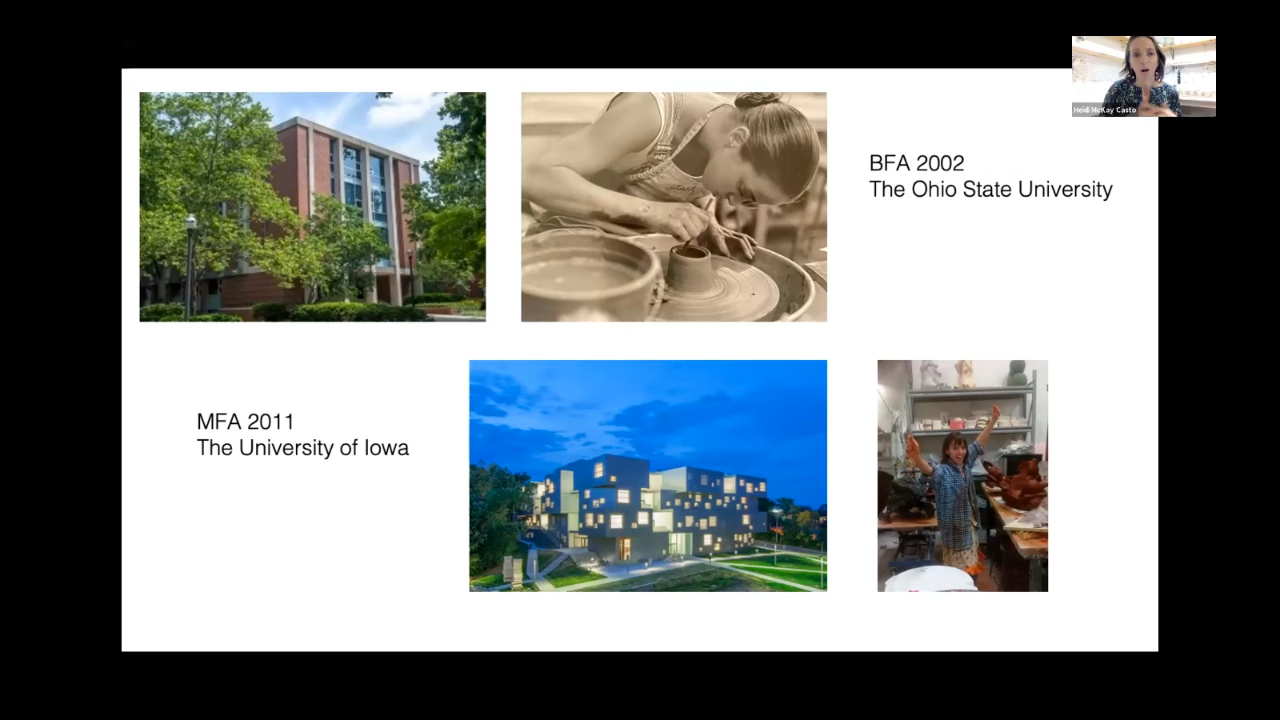 Heidi McKay Casto
BFA 2002
The Ohio State University
MFA 2011
The University of Iowa